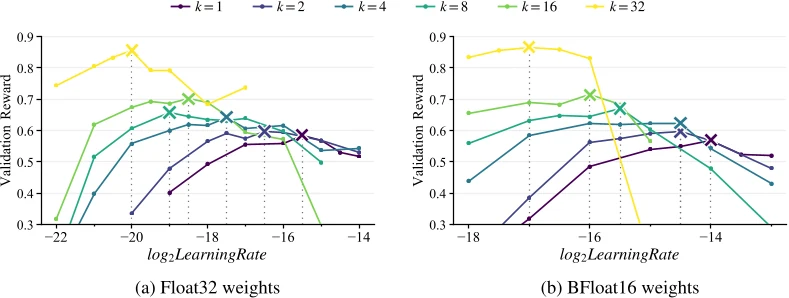 k = 1 k = 2 k = 4 k = 8 k = 16 k = 32
0.9
0.8
0.7
0.6
0.5
0.4
0.3
Validation Reward
−22 −20 −18 −16 −14
log2LearningRate
(a) Float32 weights
0.9
0.8
0.7
0.6
0.5
0.4
0.3
Validation Reward
−18 −16 −14
log2LearningRate
(b) BFloat16 weights